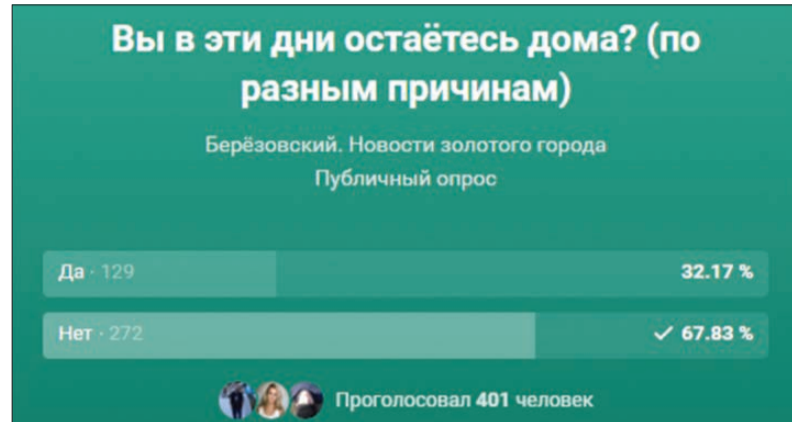 Вы в эти дни остаётесь дома? (по
разным причинам)
Берёзовский. Новости золотого города
Публичный опрос
Да · 129 32.17 %
Нет · 272 ✓ 67.83 %
Проголосовал 401 человек